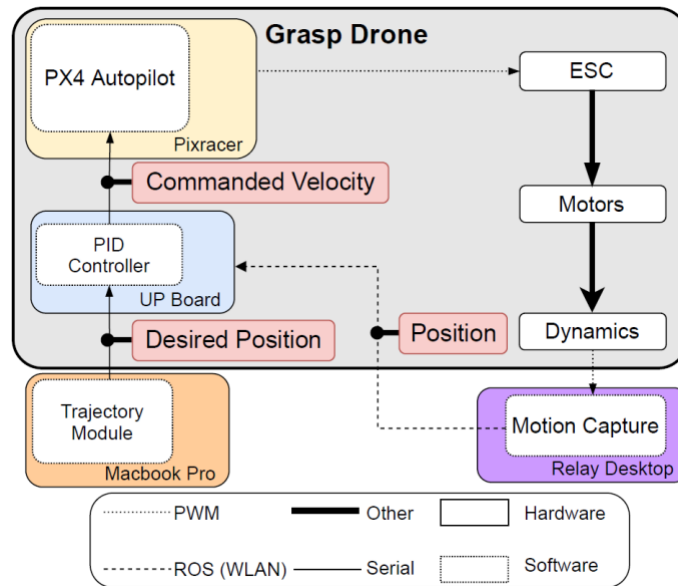 Grasp Drone
PX4 Autopilot
Pixracer
ESC
Commanded Velocity
Motors
PID
Controller
UP Board
Desired Position
Position
Dynamics
Trajectory
Module
Macbook Pro
Motion Capture
Relay Desktop
PWM
Other
Hardware
ROS (WLAN)
Serial
Software